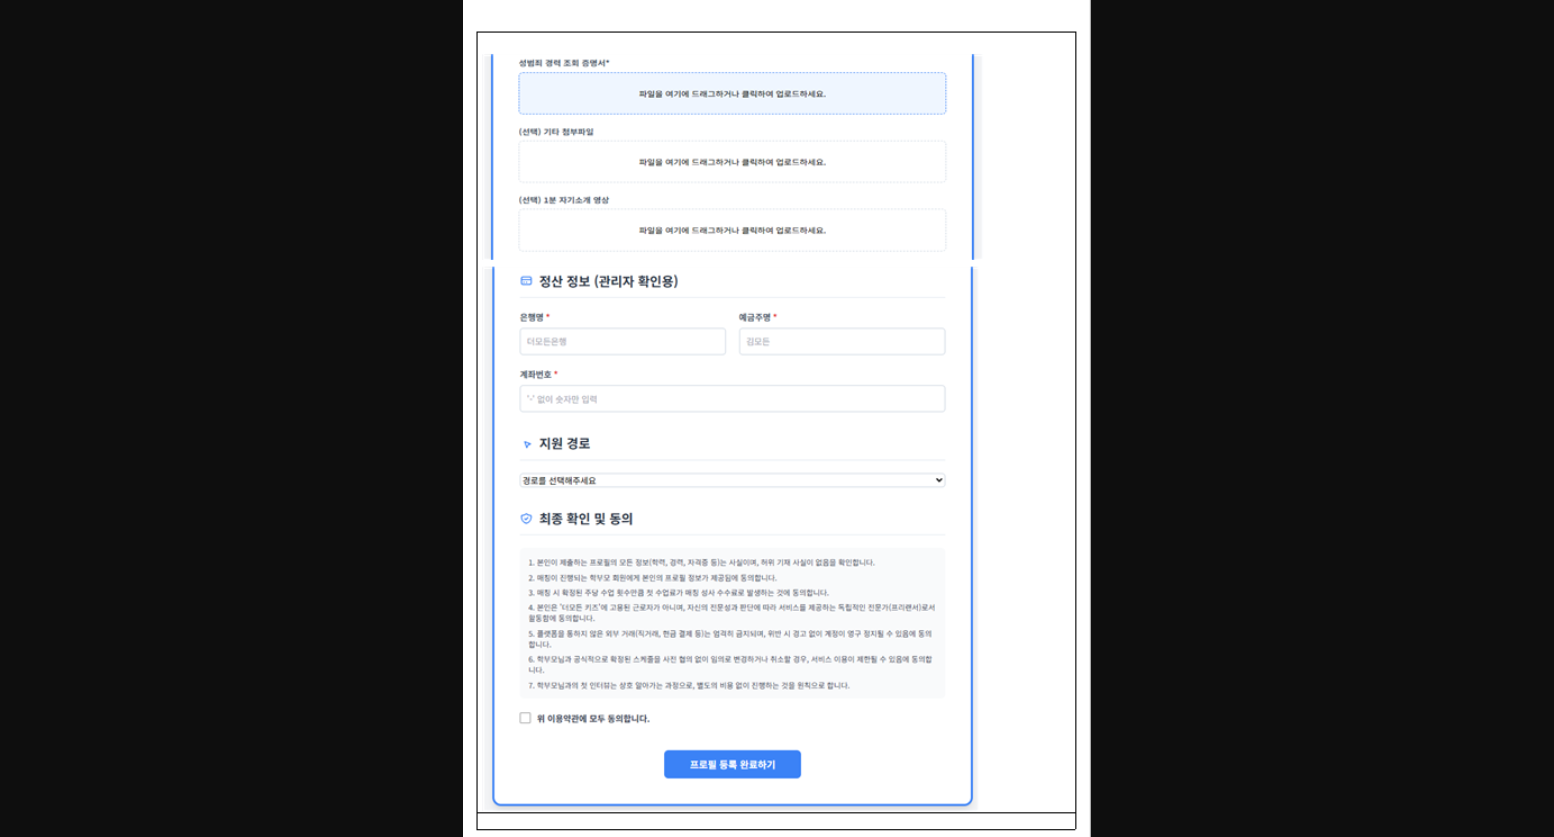 성범죄 경력 조회 증명서*
파일을 여기에 드래그하거나 클릭하여 업로드하세요.
(선택) 기타 첨부파일
파일을 여기에 드래그하거나 클릭하여 업로드하세요.
(선택) 1분 자기소개 영상
파일을 여기에 드래그하거나 클릭하여 업로드하세요.
정산 정보 (관리자 확인용)
은행명 * 예금주명 *
더모든은행 김모든
계좌번호 *
'-' 없이 숫자만 입력
지원 경로
경로를 선택해주세요
최종 확인 및 동의
1. 본인이 제출하는 프로필의 모든 정보(학력, 경력, 자격증 등)는 사실이며, 허위 기재 사실이 없음을 확인합니다.
2. 매칭이 진행되는 학부모 회원에게 본인의 프로필 정보가 제공됨에 동의합니다.
3. 매칭 시 확정된 주당 수업 횟수만큼 첫 수업료가 매칭 성사 수수료로 발생하는 것에 동의합니다.
4. 본인은 '더모든 키즈'에 고용된 근로자가 아니며, 자신의 전문성과 판단에 따라 서비스를 제공하는 독립적인 전문가(프리랜서)로서
활동함에 동의합니다.
5. 플랫폼을 통하지 않은 외부 거래(직거래, 현금 결제 등)는 엄격히 금지되며, 위반 시 경고 없이 계정이 영구 정지될 수 있음에 동의
합니다.
6. 학부모님과 공식적으로 확정된 스케줄을 사전 협의 없이 임의로 변경하거나 취소할 경우, 서비스 이용이 제한될 수 있음에 동의합
니다.
7. 학부모님과의 첫 인터뷰는 상호 알아가는 과정으로, 별도의 비용 없이 진행하는 것을 원칙으로 합니다.
위 이용약관에 모두 동의합니다.
프로필 등록 완료하기